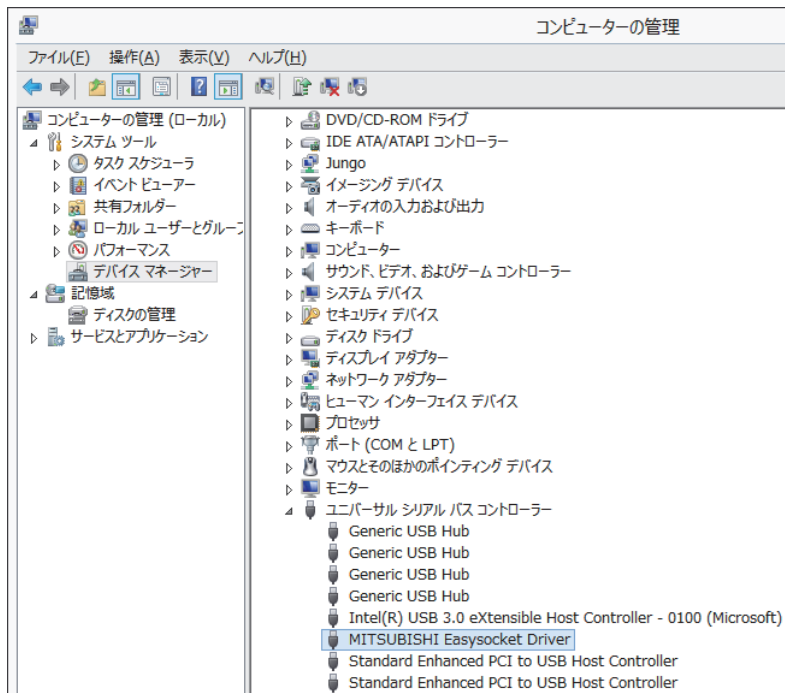 コンピューターの管理
ファイル(F) 操作(A) 表示(V) ヘルプ(H)
コンピューターの管理 (ローカル)
システム ツール
タスク スケジューラ
イベント ビューアー
共有フォルダー
ローカル ユーザーとグループ
パフォーマンス
デバイス マネージャー
記憶域
ディスクの管理
サービスとアプリケーション
DVD/CD-ROM ドライブ
IDE ATA/ATAPI コントローラー
Jungo
イメージング デバイス
オーディオの入力および出力
キーボード
コンピューター
サウンド、ビデオ、およびゲーム コントローラー
システム デバイス
セキュリティ デバイス
ディスク ドライブ
ディスプレイ アダプター
ネットワーク アダプター
ヒューマン インターフェイス デバイス
プロセッサ
ポート (COM と LPT)
マウスとそのほかのポインティング デバイス
モニター
ユニバーサル シリアル バス コントローラー
Generic USB Hub
Generic USB Hub
Generic USB Hub
Generic USB Hub
Intel(R) USB 3.0 eXtensible Host Controller - 0100 (Microsoft)
MITSUBISHI Easysocket Driver
Standard Enhanced PCI to USB Host Controller
Standard Enhanced PCI to USB Host Controller